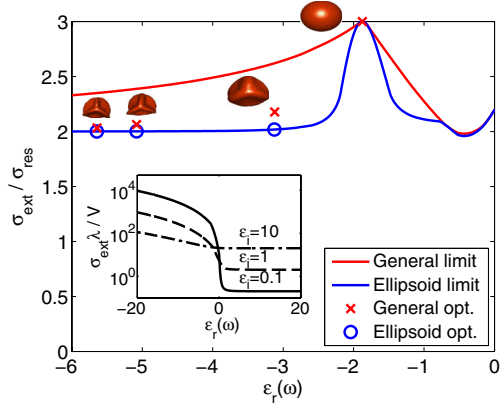 3
2.5
2
1.5
1
0.5
0
σext / σres
−6
−5
−4
−3
−2
−1
0
εr(ω)
10^4
10^2
10^0
σext λ / V
εi=10
εi=1
εi=0.1
−20
0
20
εr(ω)
General limit
Ellipsoid limit
General opt.
Ellipsoid opt.